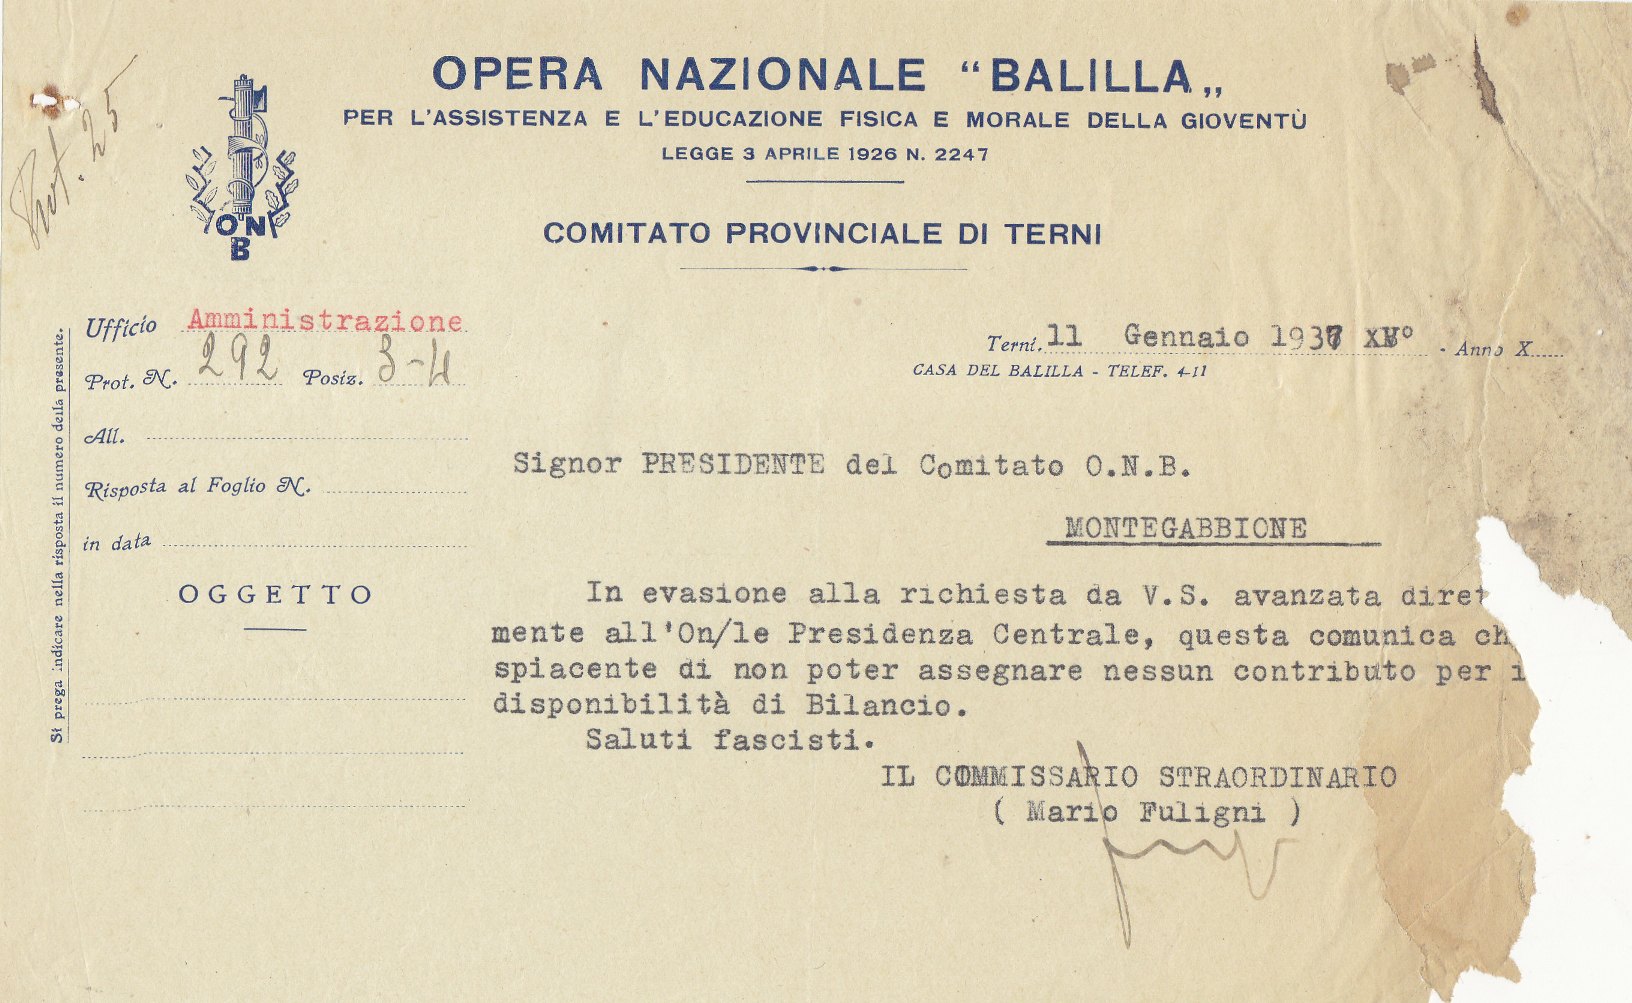 Prot. 25
OPERA NAZIONALE “BALILLA„
PER L'ASSISTENZA E L'EDUCAZIONE FISICA E MORALE DELLA GIOVENTÙ
LEGGE 3 APRILE 1926 N. 2247
COMITATO PROVINCIALE DI TERNI
ONB
Si prega indicare nella risposta il numero della presente.
Ufficio Amministrazione
Prot. N. 292 Posiz. 3-4
All.
Risposta al Foglio N.
in data
OGGETTO
Terni. 11 Gennaio 1937 - Anno X
CASA DEL BALILLA - TELEF. 4-11
Signor PRESIDENTE del Comitato O.N.B.
MONTEGABBIONE
In evasione alla richiesta da V.S. avanzata diret
mente all'On/le Presidenza Centrale, questa comunica ch
spiacente di non poter assegnare nessun contributo per i
disponibilità di Bilancio.
Saluti fascisti.
IL COMMISSARIO STRAORDINARIO
( Mario Fuligni )